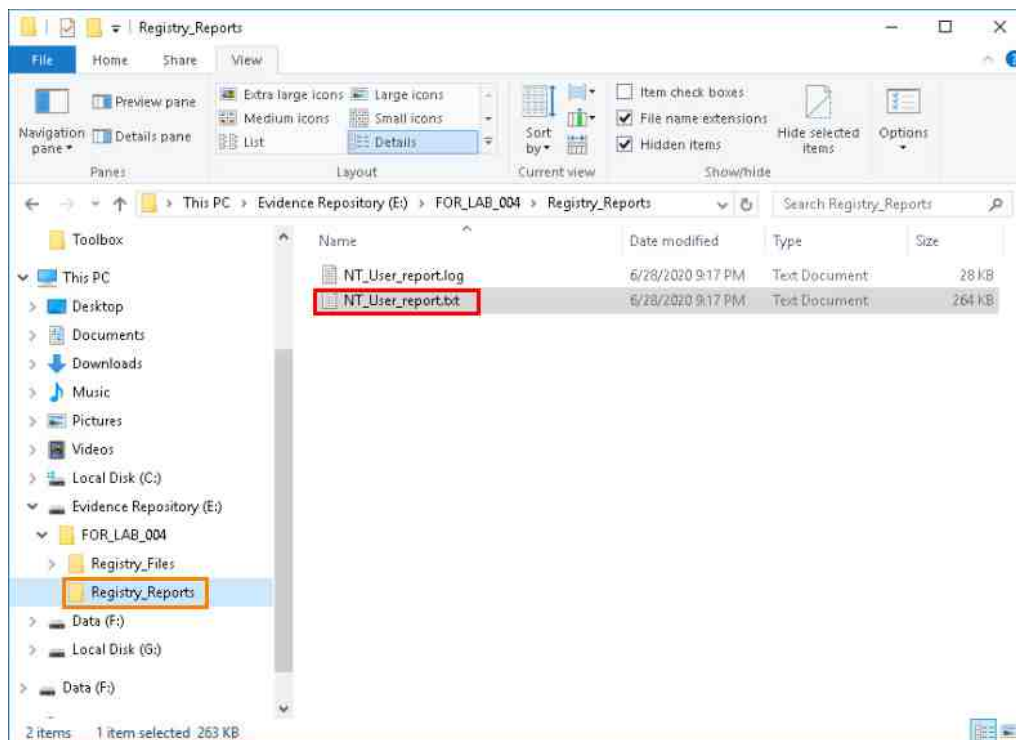 Registry_Reports
File Home Share View
Navigation pane
Preview pane
Details pane
Panes
Extra large icons Large icons
Medium icons Small icons
List Details
Layout
Sort by
Current view
Item check boxes
File name extensions
Hidden items
Hide selected items
Show/hide
Options
This PC Evidence Repository (E:) FOR_LAB_004 Registry_Reports
Search Registry_Reports
Toolbox
This PC
Desktop
Documents
Downloads
Music
Pictures
Videos
Local Disk (C:)
Evidence Repository (E:)
FOR_LAB_004
Registry_Files
Registry_Reports
Data (F:)
Local Disk (G:)
Data (F:)
Name Date modified Type Size
NT_User_report.log 6/28/2020 9:17 PM Text Document 28 KB
NT_User_report.txt 6/28/2020 9:17 PM Text Document 264 KB
2 items 1 item selected 263 KB